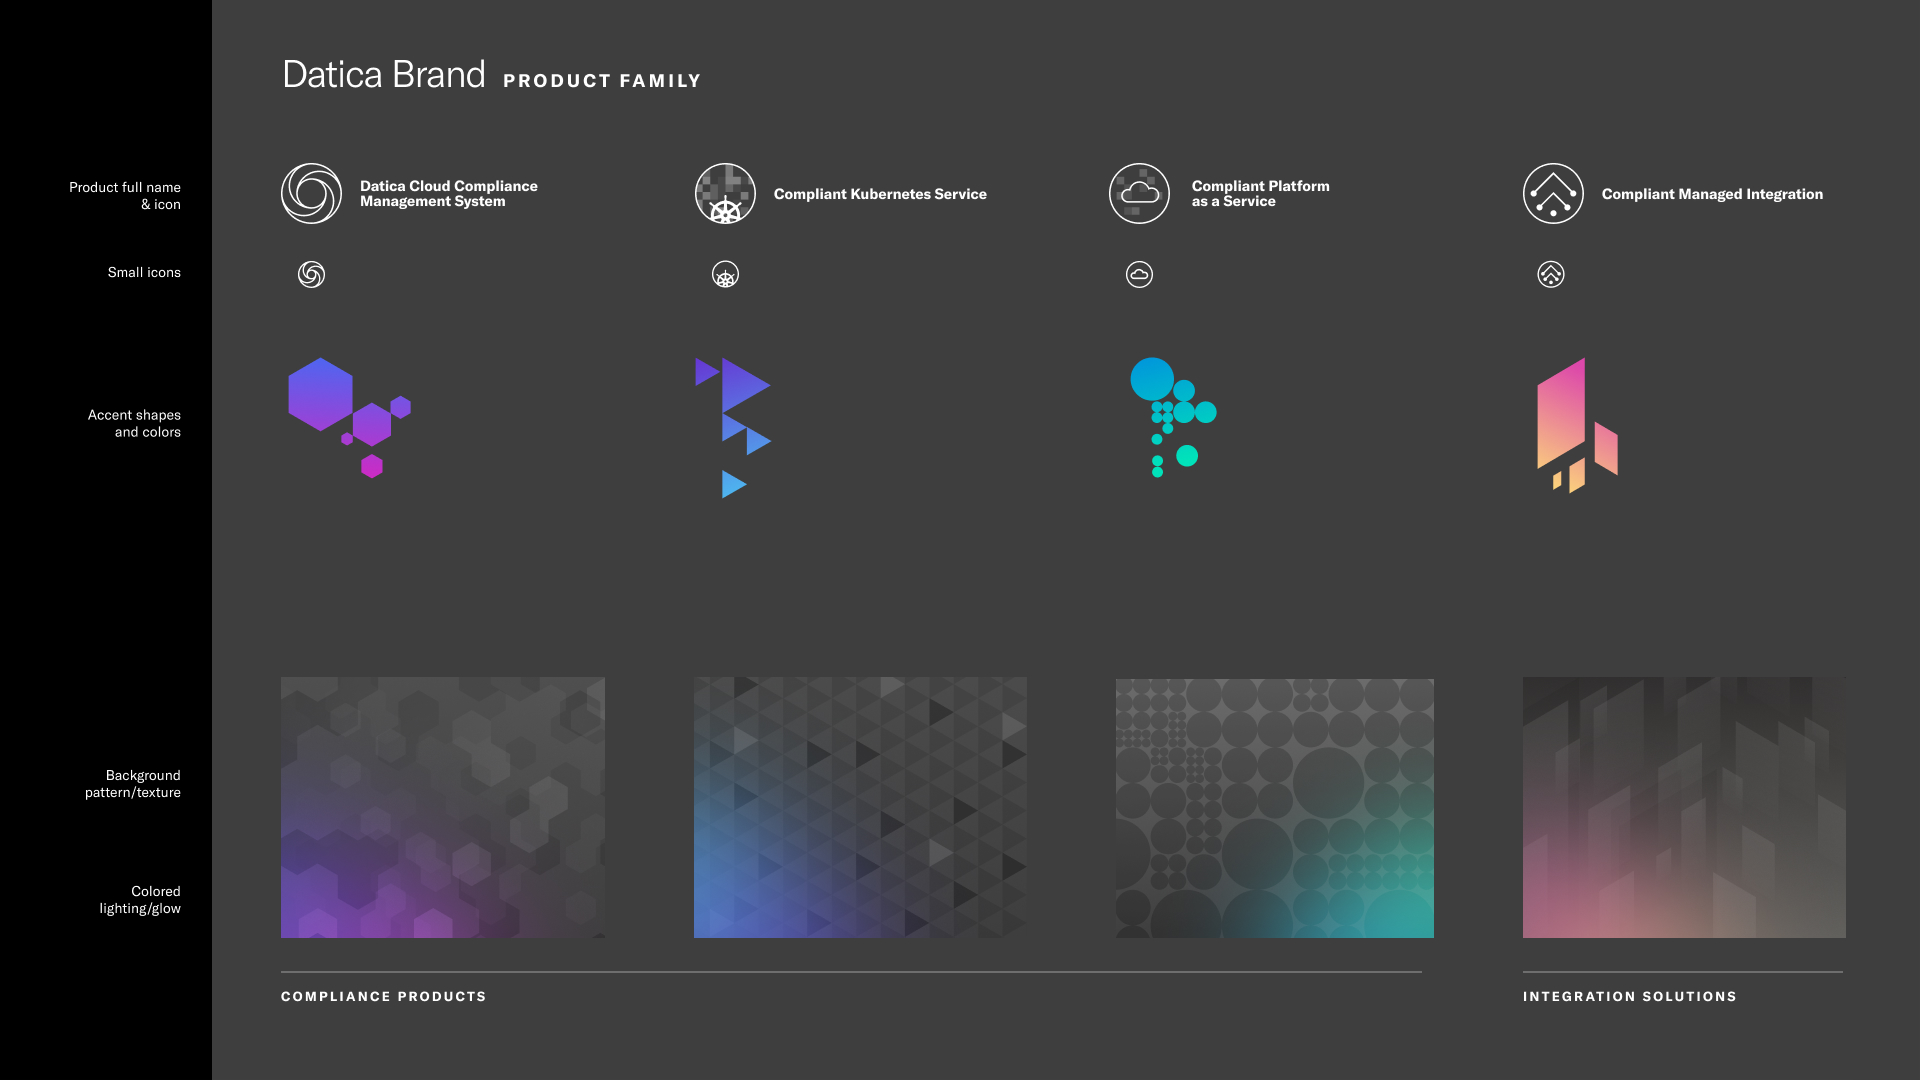 Datica Brand PRODUCT FAMILY
Product full name
& icon
Datica Cloud Compliance
Management System
Compliant Kubernetes Service
Compliant Platform
as a Service
Compliant Managed Integration
Small icons
Accent shapes
and colors
Background
pattern/texture
Colored
lighting/glow
COMPLIANCE PRODUCTS
INTEGRATION SOLUTIONS